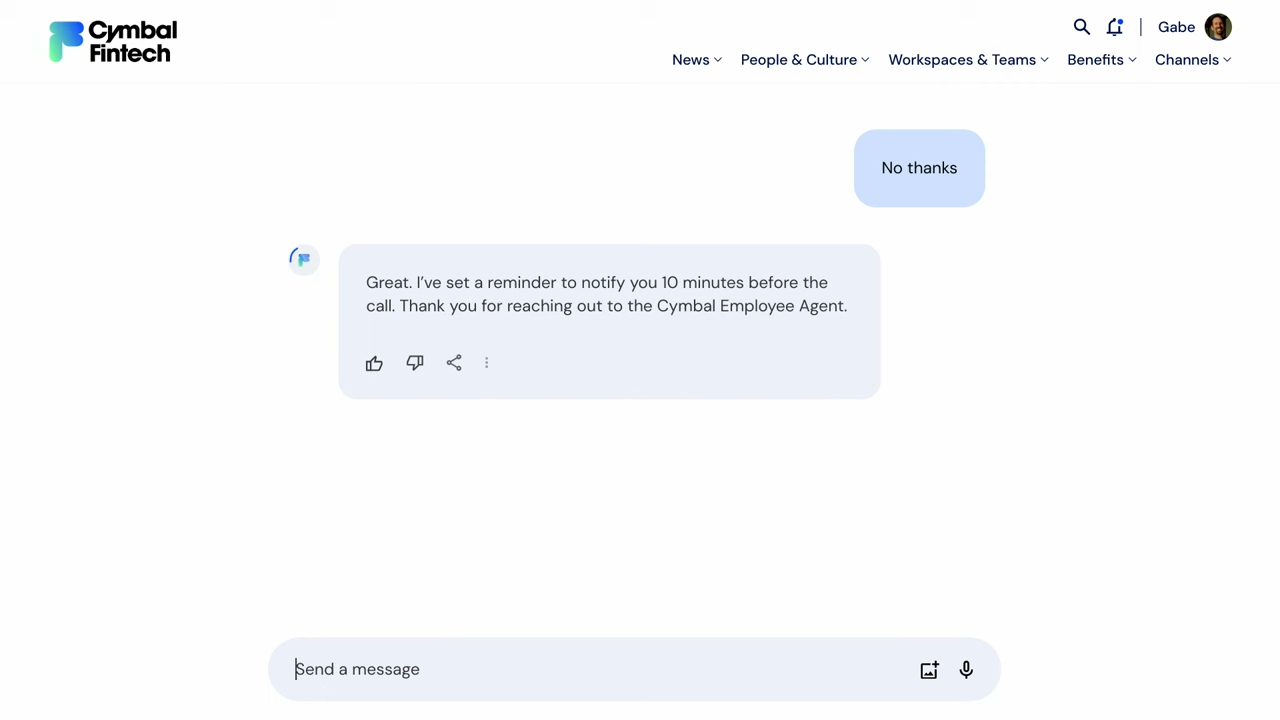 Cymbal
Fintech
Gabe
News
People & Culture
Workspaces & Teams
Benefits
Channels
No thanks
Great. I’ve set a reminder to notify you 10 minutes before the
call. Thank you for reaching out to the Cymbal Employee Agent.
Send a message